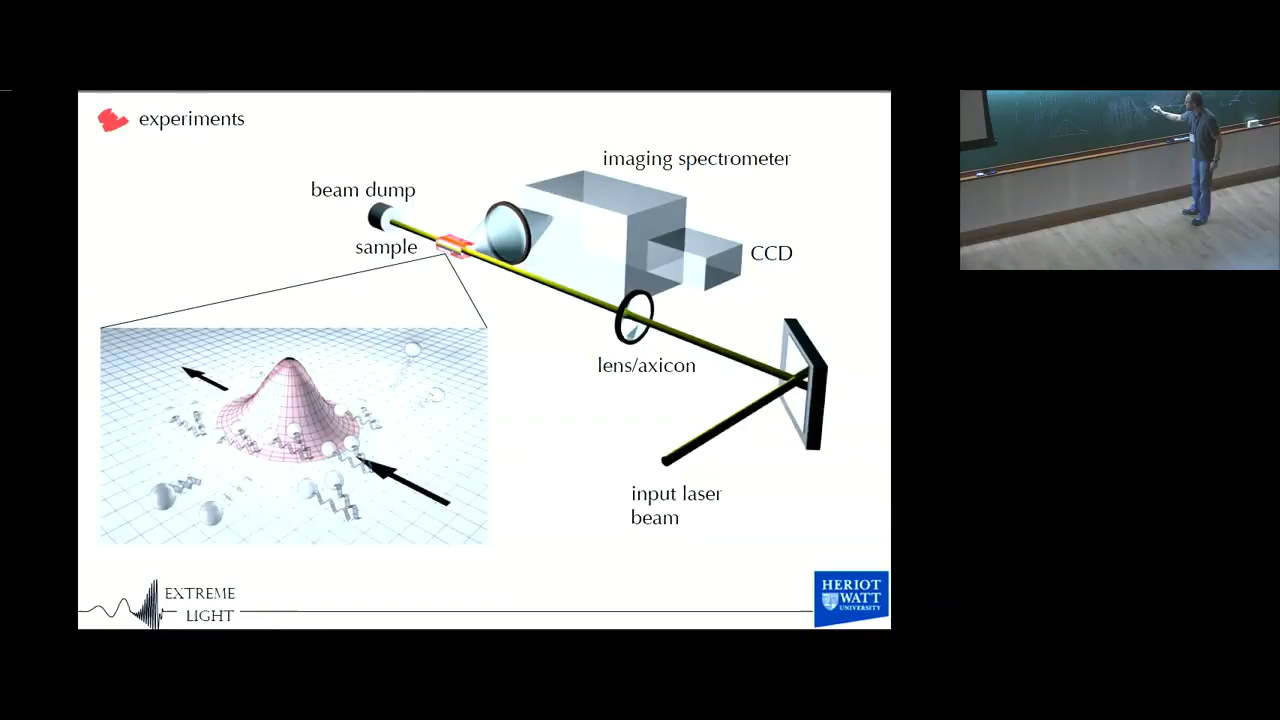 experiments
imaging spectrometer
beam dump
sample
CCD
lens/axicon
input laser
beam
EXTREME
LIGHT
HERIOT
WATT
UNIVERSITY